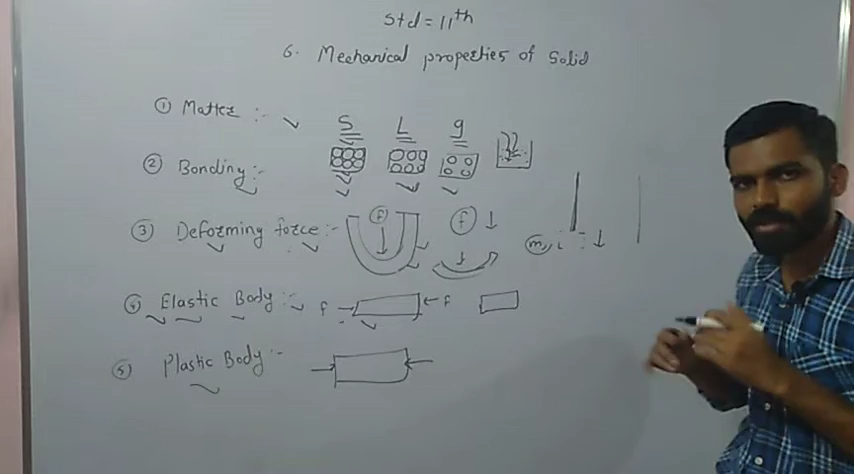 Std = 11th
6. Mechanical properties of Solid
① Matter :-
S L g
② Bonding :-
③ Deforming force :- f f
m
④ Elastic Body :- f f
⑤ Plastic Body :-